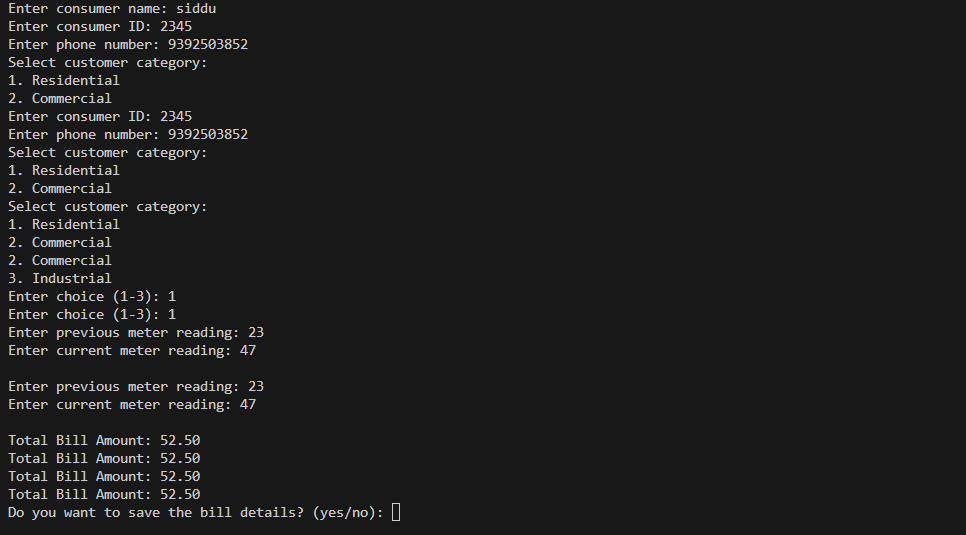 Enter consumer name: siddu
Enter consumer ID: 2345
Enter phone number: 9392503852
Select customer category:
1. Residential
2. Commercial
Enter consumer ID: 2345
Enter phone number: 9392503852
Select customer category:
1. Residential
2. Commercial
Select customer category:
1. Residential
2. Commercial
2. Commercial
3. Industrial
Enter choice (1-3): 1
Enter choice (1-3): 1
Enter previous meter reading: 23
Enter current meter reading: 47

Enter previous meter reading: 23
Enter current meter reading: 47

Total Bill Amount: 52.50
Total Bill Amount: 52.50
Total Bill Amount: 52.50
Total Bill Amount: 52.50
Do you want to save the bill details? (yes/no):